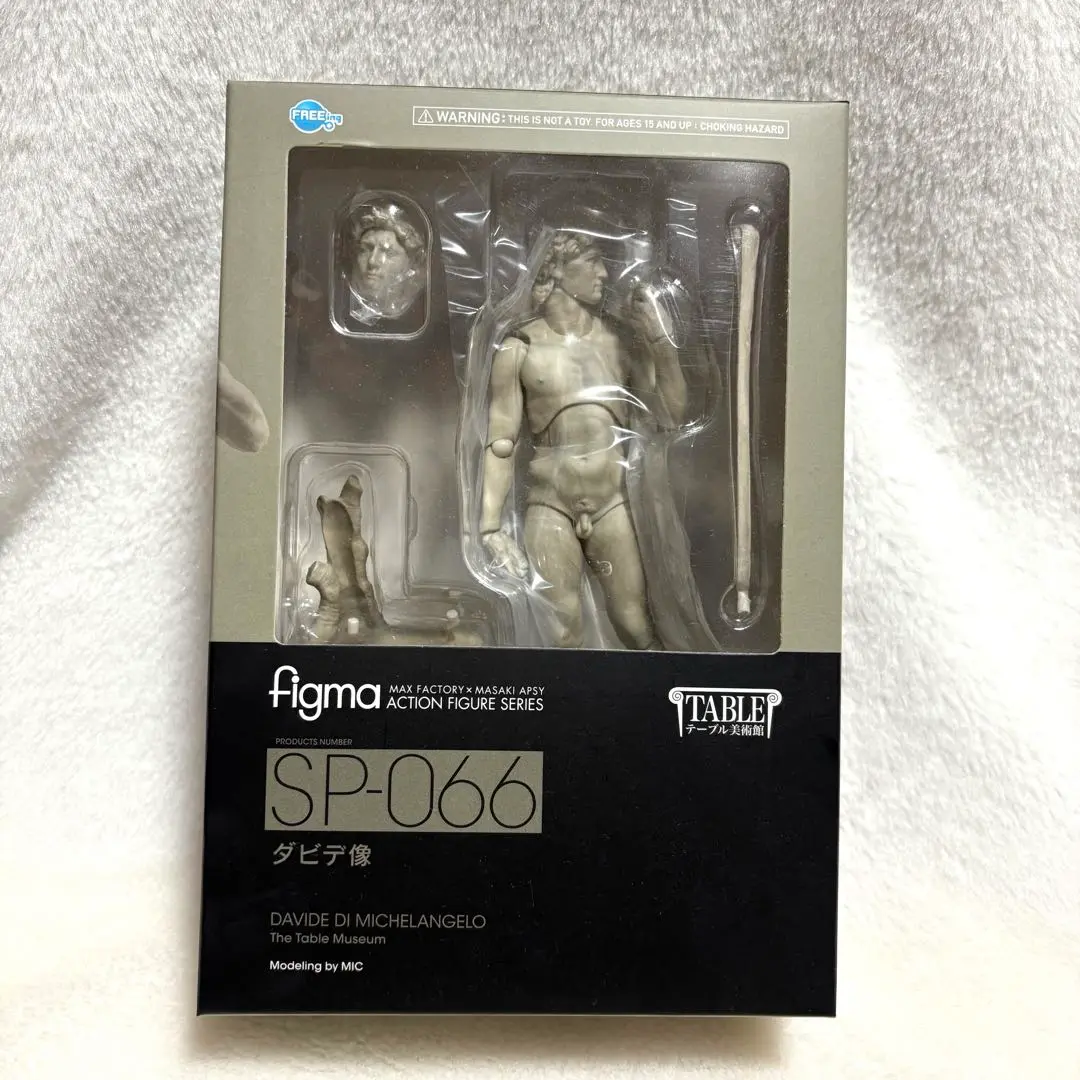 FREEing
⚠ WARNING: THIS IS NOT A TOY. FOR AGES 15 AND UP : CHOKING HAZARD
figma MAX FACTORY × MASAKI APSY
ACTION FIGURE SERIES
TABLE
テーブル美術館
PRODUCTS NUMBER
SP-066
ダビデ像
DAVIDE DI MICHELANGELO
The Table Museum
Modeling by MIC